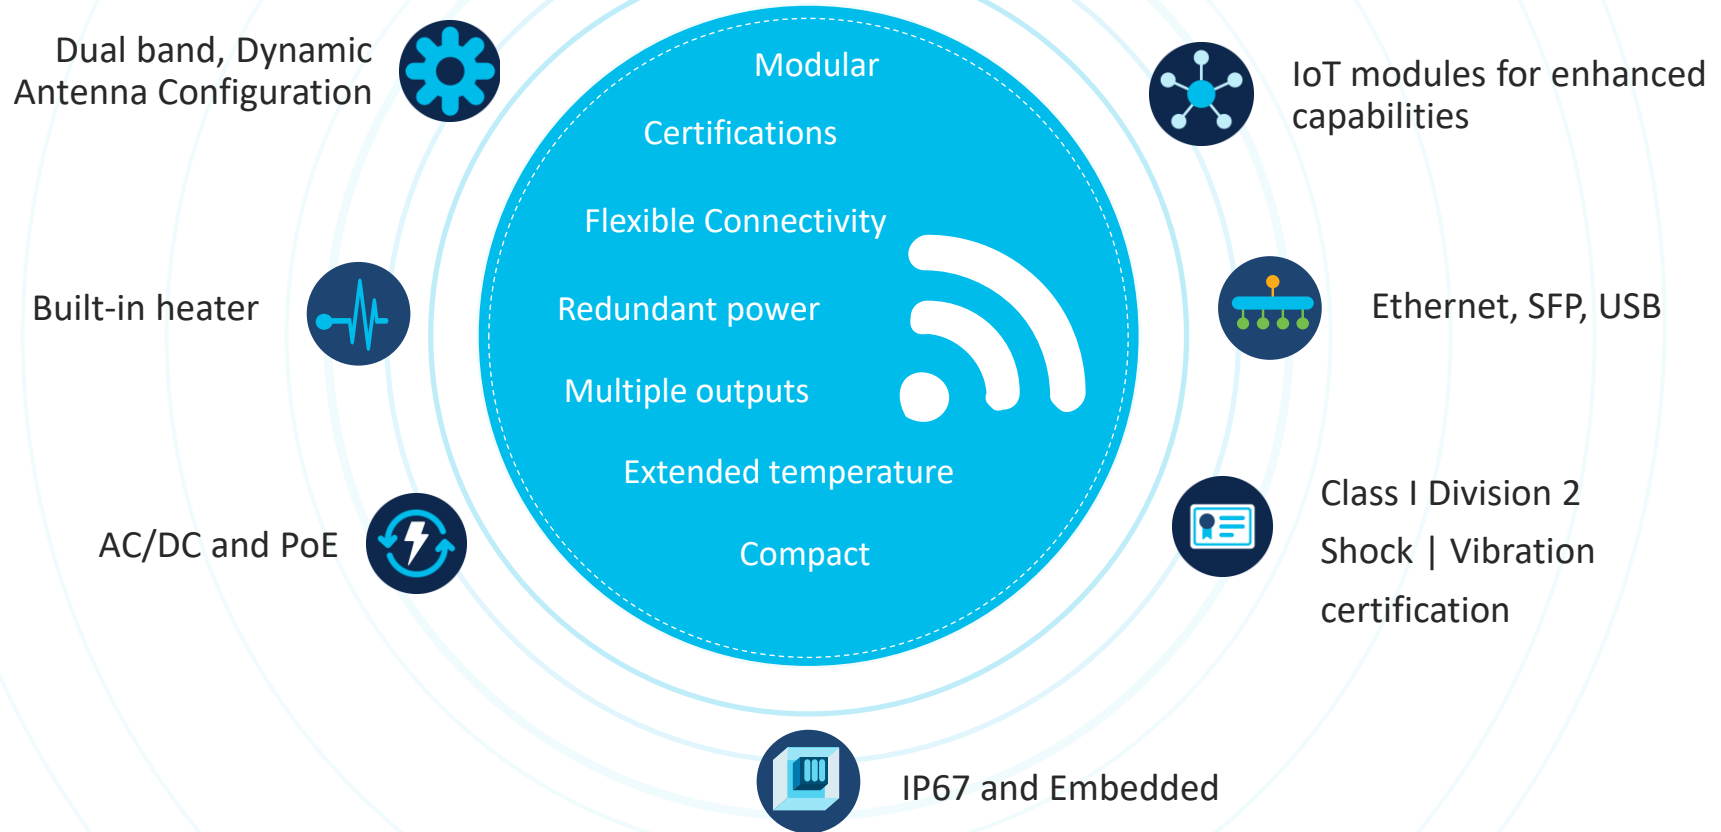 Dual band, Dynamic
Antenna Configuration
Built-in heater
AC/DC and PoE
Modular
Certifications
Flexible Connectivity
Redundant power
Multiple outputs
Extended temperature
Compact
IoT modules for enhanced
capabilities
Ethernet, SFP, USB
Class I Division 2
Shock | Vibration
certification
IP67 and Embedded